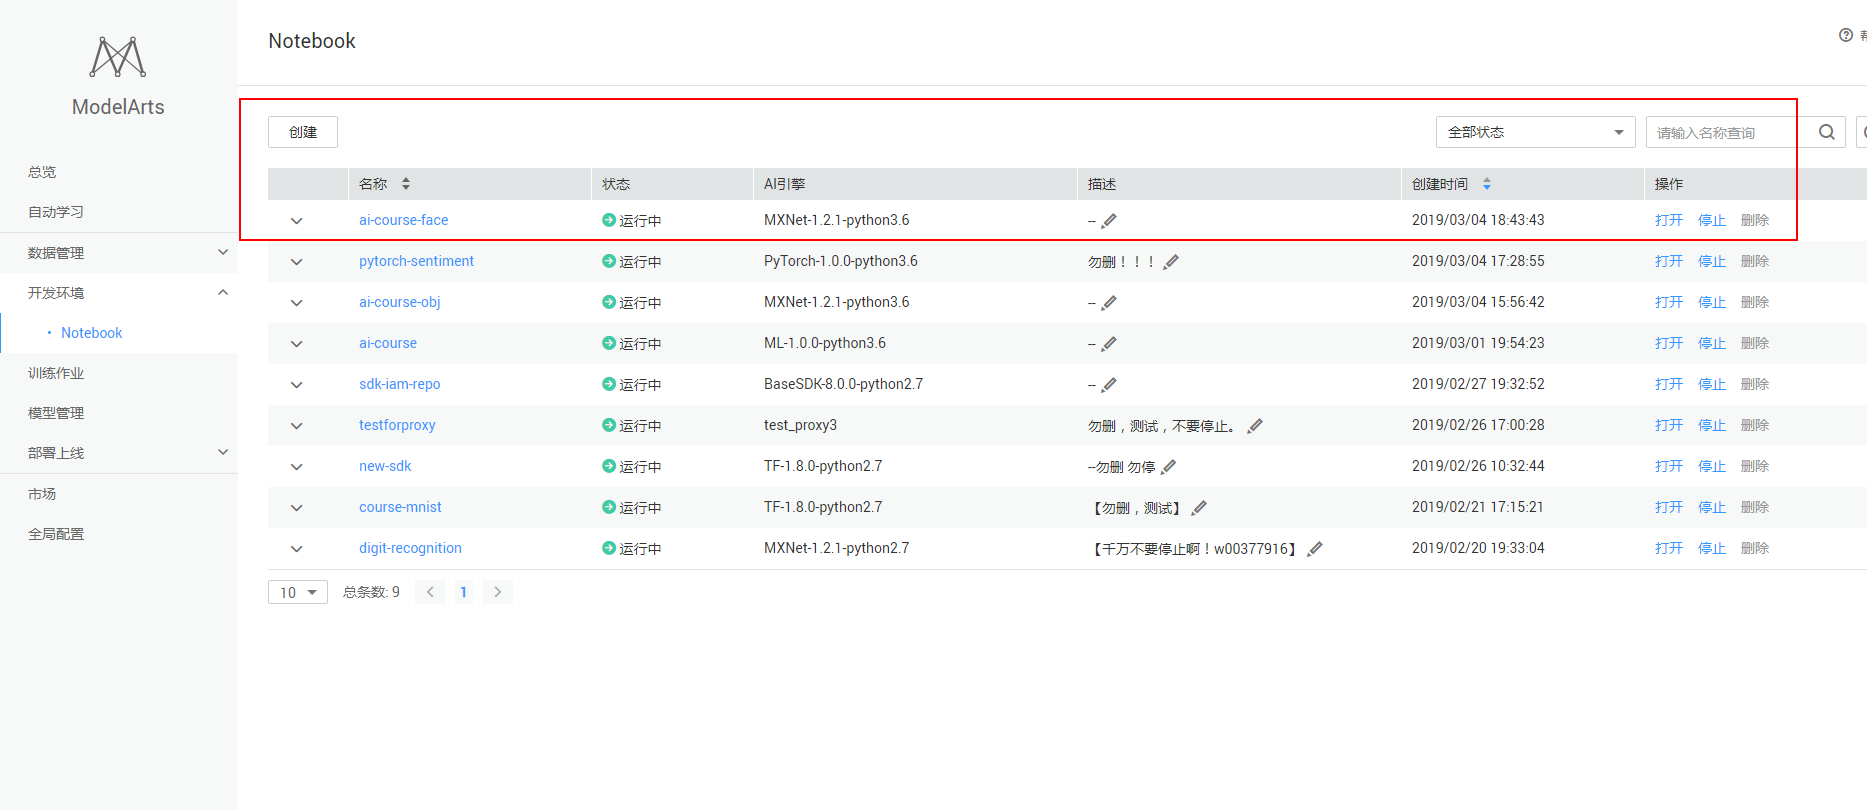 ModelArts
总览
自动学习
数据管理
开发环境
Notebook
训练作业
模型管理
部署上线
市场
全局配置
Notebook
创建
全部状态
请输入名称查询
名称 状态 AI引擎 描述 创建时间 操作
ai-course-face 运行中 MXNet-1.2.1-python3.6 -- 2019/03/04 18:43:43 打开 停止 删除
pytorch-sentiment 运行中 PyTorch-1.0.0-python3.6 勿删！！！ 2019/03/04 17:28:55 打开 停止 删除
ai-course-obj 运行中 MXNet-1.2.1-python3.6 -- 2019/03/04 15:56:42 打开 停止 删除
ai-course 运行中 ML-1.0.0-python3.6 -- 2019/03/01 19:54:23 打开 停止 删除
sdk-iam-repo 运行中 BaseSDK-8.0.0-python2.7 -- 2019/02/27 19:32:52 打开 停止 删除
testforproxy 运行中 test_proxy3 勿删，测试，不要停止。 2019/02/26 17:00:28 打开 停止 删除
new-sdk 运行中 TF-1.8.0-python2.7 --勿删 勿停 2019/02/26 10:32:44 打开 停止 删除
course-mnist 运行中 TF-1.8.0-python2.7 【勿删，测试】 2019/02/21 17:15:21 打开 停止 删除
digit-recognition 运行中 MXNet-1.2.1-python2.7 【千万不要停止啊！w00377916】 2019/02/20 19:33:04 打开 停止 删除
10 总条数: 9 1